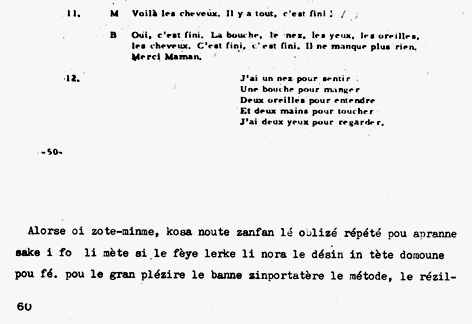 11. M Voilà les cheveux. Il y a tout, c'est fini !
B Oui, c'est fini. La bouche, le nez, les yeux, les oreilles,
les cheveux. C'est fini, c'est fini. Il ne manque plus rien.
Merci Maman.
12. J'ai un nez pour sentir
Une bouche pour manger
Deux oreilles pour entendre
Et deux mains pour toucher
J'ai deux yeux pour regarder.
-50-
Alorse oi zote-minme, kosa noute zanfan lé oblizé répété pou apranne
sake i fo li mète si le fèye lerke li nora le désin in tète domoune
pou fé. pou le gran plézire le banne zinportatère le métode, le rézil-
60